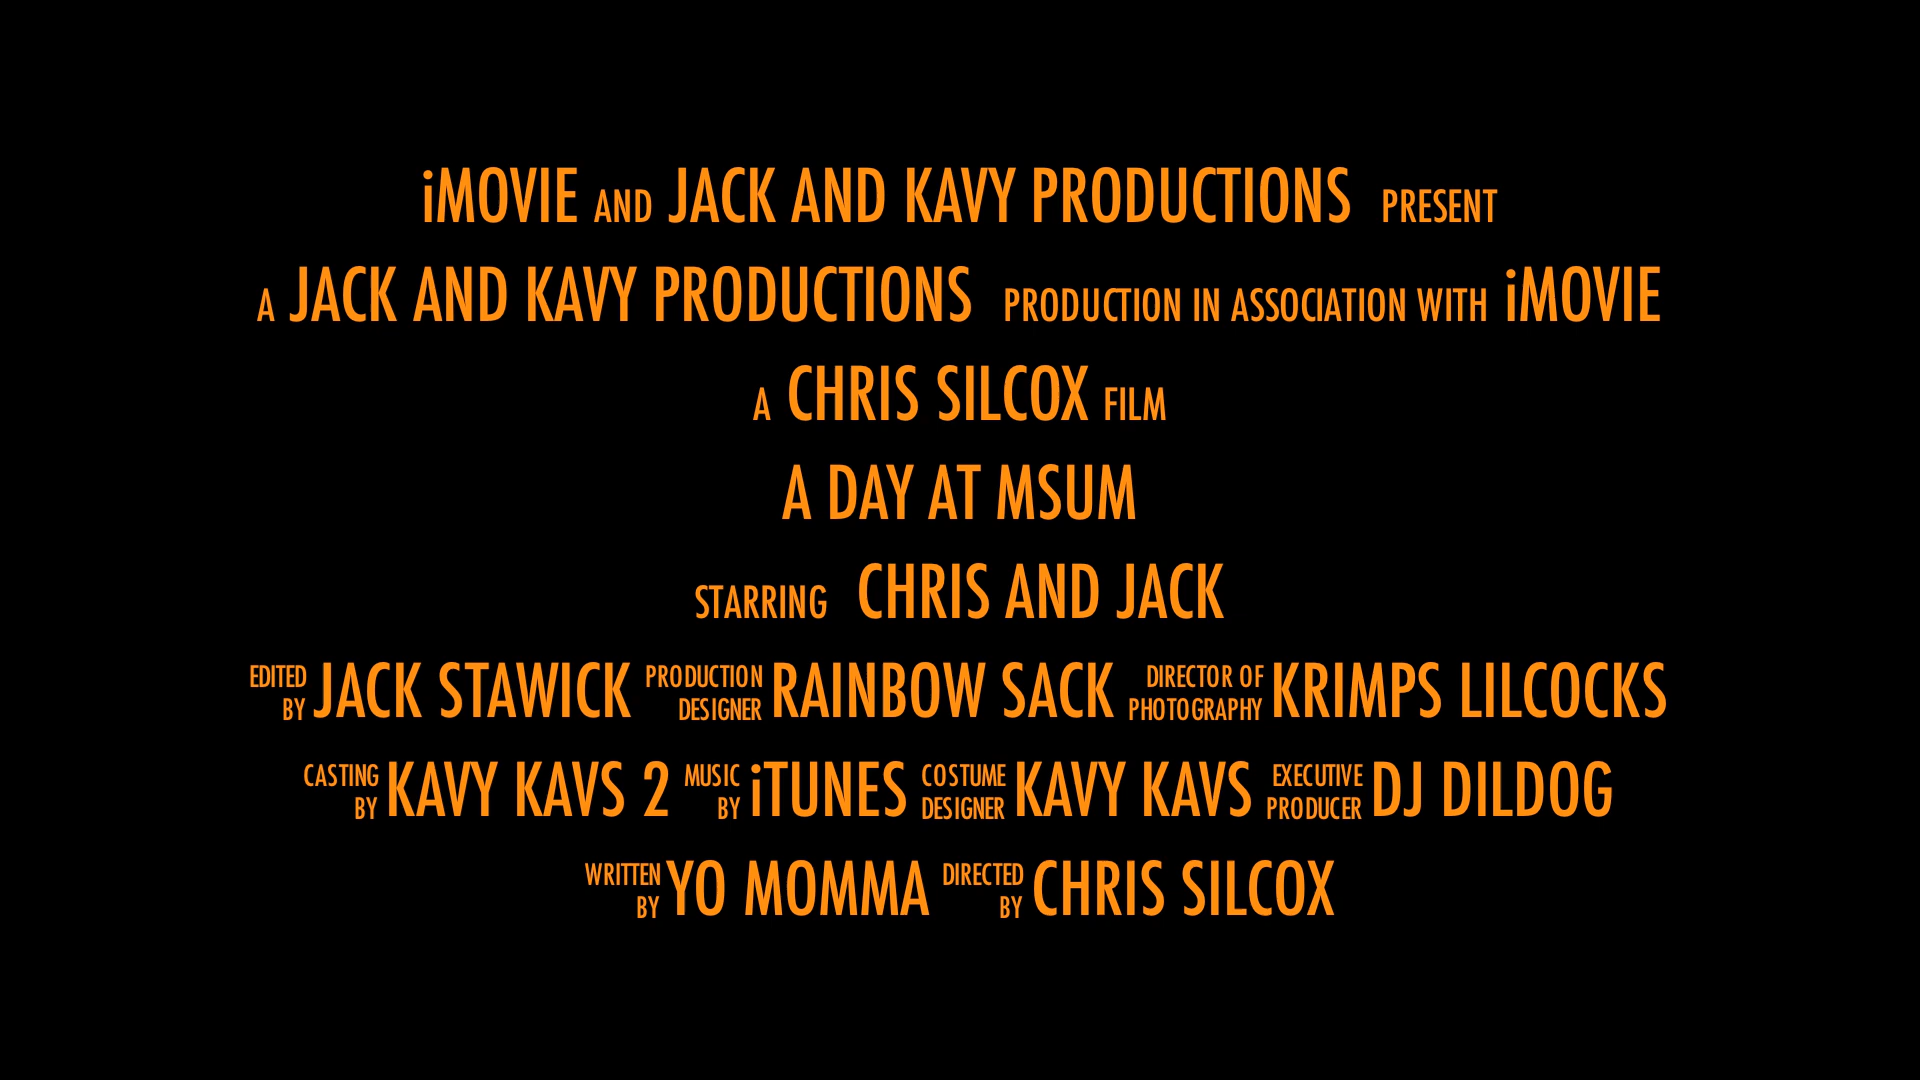 iMOVIE AND JACK AND KAVY PRODUCTIONS PRESENT
A JACK AND KAVY PRODUCTIONS PRODUCTION IN ASSOCIATION WITH iMOVIE
A CHRIS SILCOX FILM
A DAY AT MSUM
STARRING CHRIS AND JACK
EDITED BY JACK STAWICK PRODUCTION DESIGNER RAINBOW SACK DIRECTOR OF PHOTOGRAPHY KRIMPS LILCOCKS
CASTING BY KAVY KAVS 2 MUSIC BY iTUNES COSTUME DESIGNER KAVY KAVS EXECUTIVE PRODUCER DJ DILDOG
WRITTEN BY YO MOMMA DIRECTED BY CHRIS SILCOX